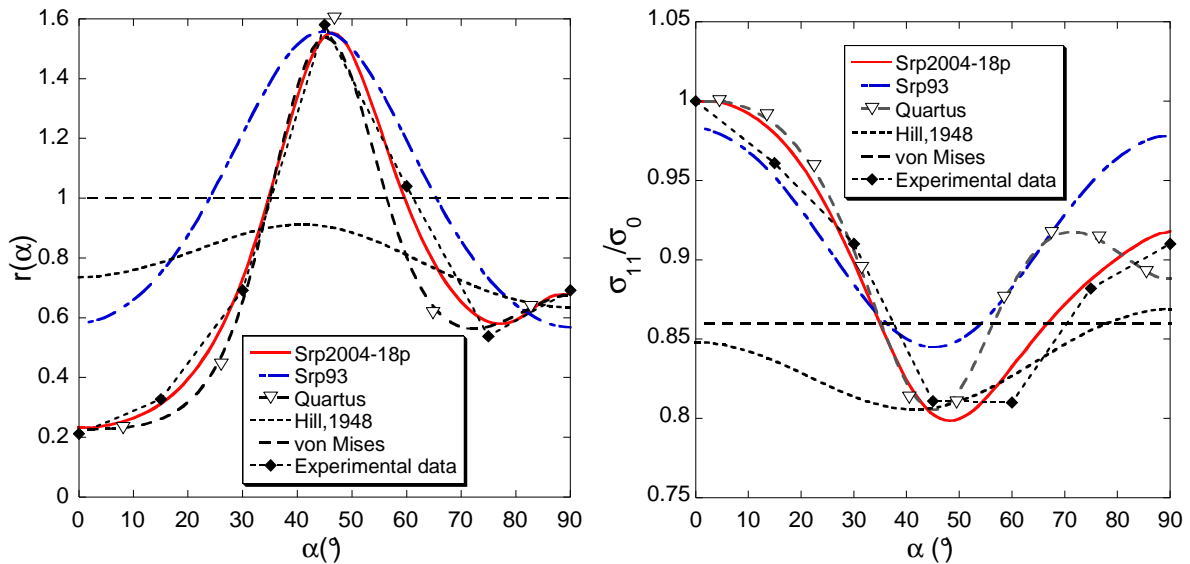 1.6
1.4
1.2
1
0.8
0.6
0.4
0.2
0
r(α)
Srp2004-18p
Srp93
Quartus
Hill,1948
von Mises
Experimental data
0 10 20 30 40 50 60 70 80 90
α(°)
1.05
1
0.95
0.9
0.85
0.8
0.75
σ11/σ0
Srp2004-18p
Srp93
Quartus
Hill,1948
von Mises
Experimental data
0 10 20 30 40 50 60 70 80 90
α (°)